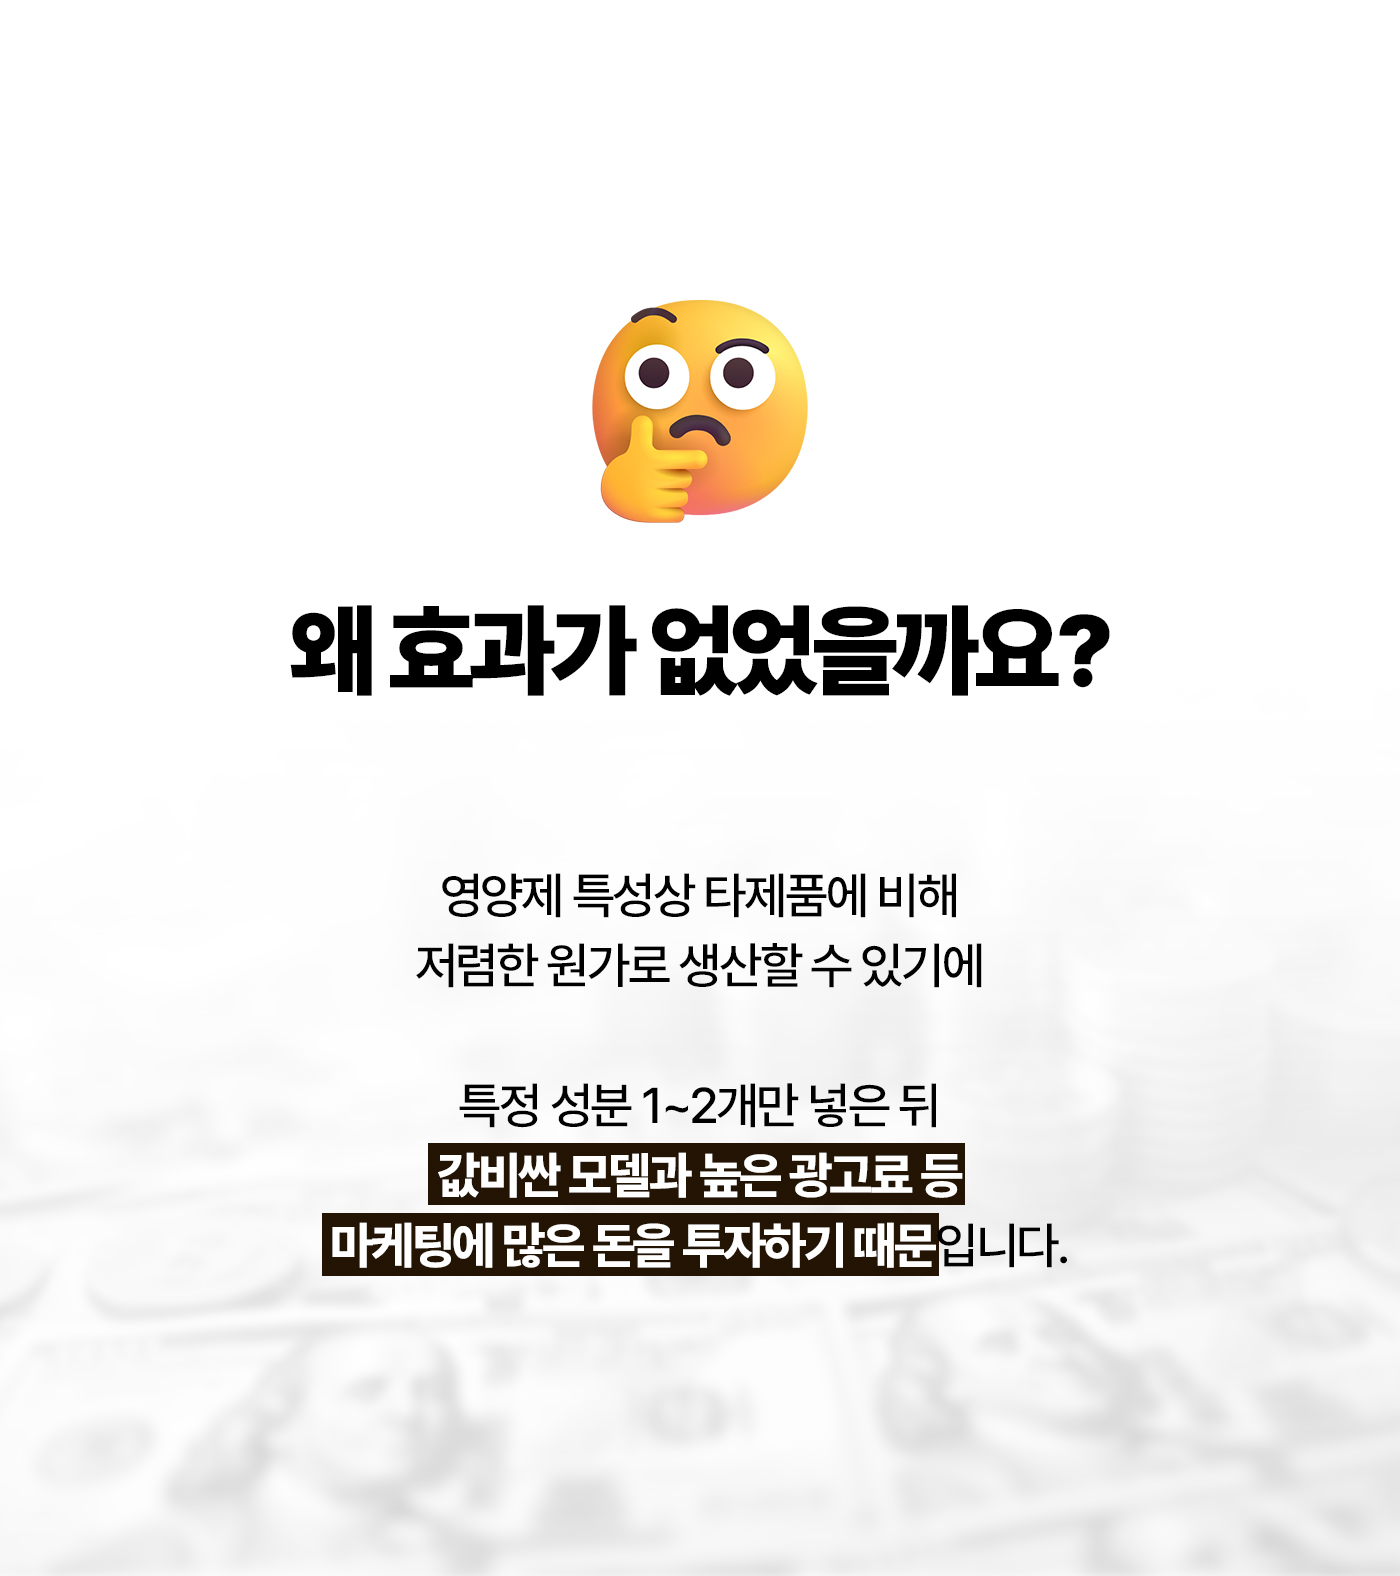 왜 효과가 없었을까요?
영양제 특성상 타제품에 비해
저렴한 원가로 생산할 수 있기에
특정 성분 1~2개만 넣은 뒤
값비싼 모델과 높은 광고료 등
마케팅에 많은 돈을 투자하기 때문입니다.